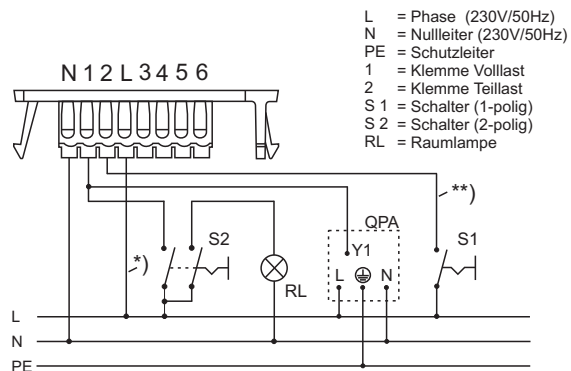 L = Phase (230V/50Hz)
N = Nullleiter (230V/50Hz)
PE = Schutzleiter
1 = Klemme Volllast
2 = Klemme Teillast
S 1 = Schalter (1-polig)
S 2 = Schalter (2-polig)
RL = Raumlampe
N 1 2 L 3 4 5 6
**)
QPA
S2
Y1
S1
*)
L N
RL
L
N
PE